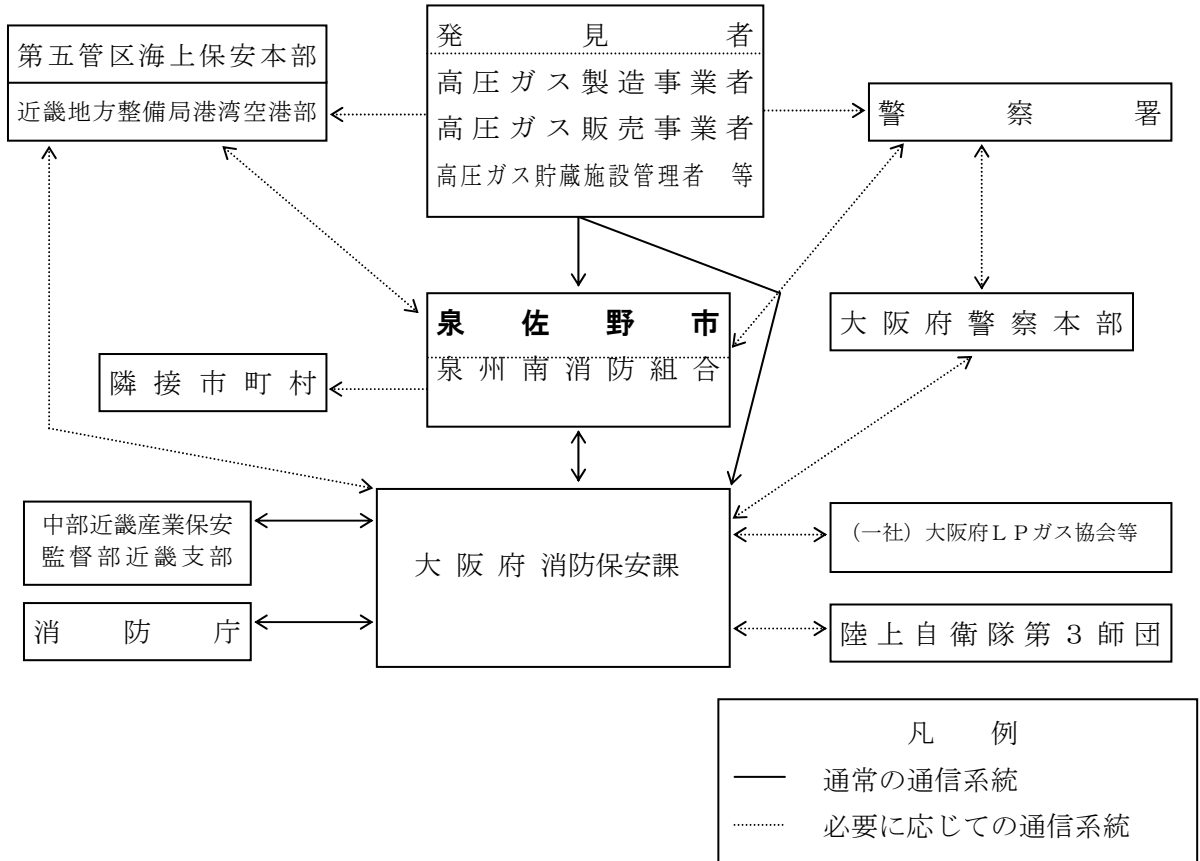 第五管区海上保安本部
近畿地方整備局港湾空港部
発見者
高圧ガス製造事業者
高圧ガス販売事業者
高圧ガス貯蔵施設管理者 等
警察署
泉佐野市
泉州南消防組合
大阪府警察本部
隣接市町村
中部近畿産業保安
監督部近畿支部
消防庁
大阪府 消防保安課
(一社)大阪府LPガス協会等
陸上自衛隊第3師団
凡例
通常の通信系統
必要に応じての通信系統